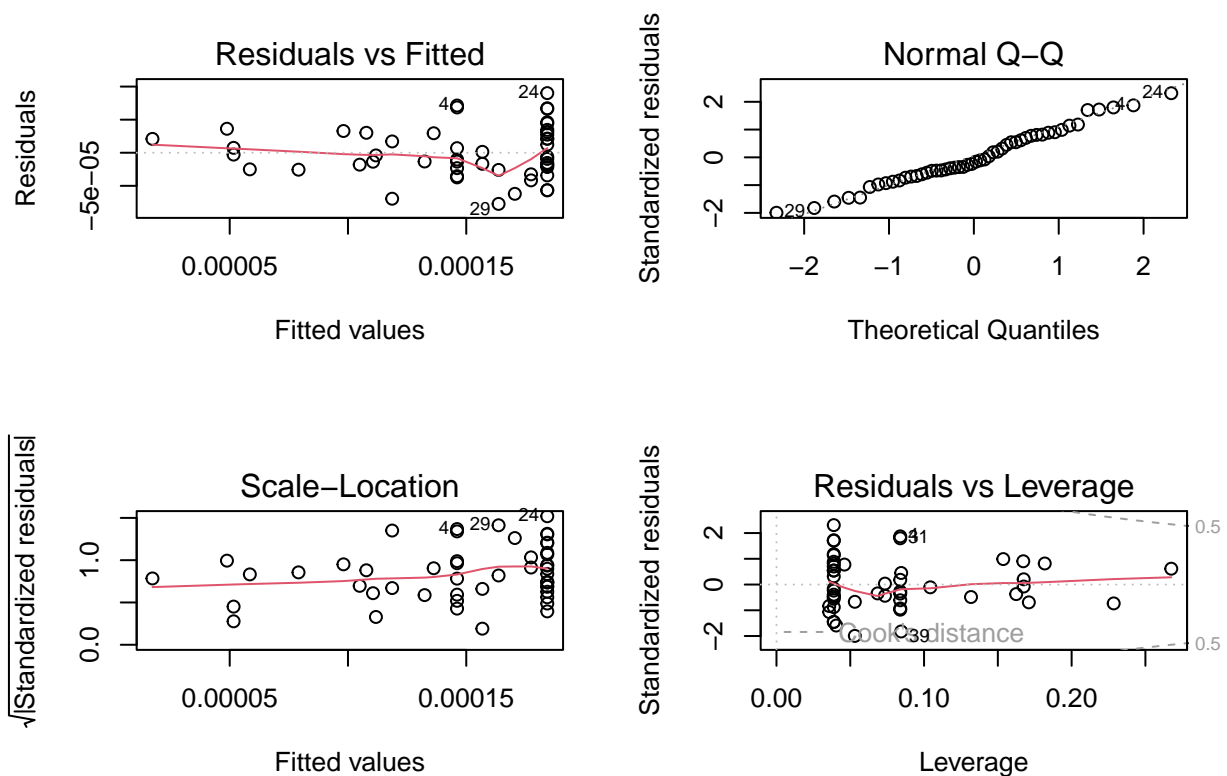 Residuals vs Fitted
Residuals
−5e−05
4
24
29
0.00005
0.00015
Fitted values
Normal Q−Q
Standardized residuals
2
0
−2
24
4
29
−2
−1
0
1
2
Theoretical Quantiles
Scale−Location
√|Standardized residuals|
1.0
0.0
4
29
24
0.00005
0.00015
Fitted values
Residuals vs Leverage
Standardized residuals
2
0
−2
31
39
Cook's distance
0.5
0.5
0.00
0.10
0.20
Leverage